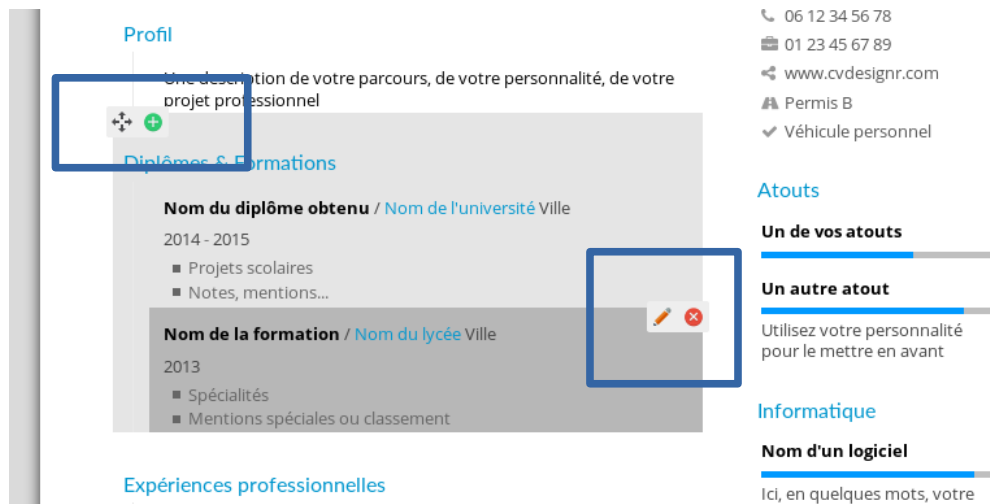 Profil
Une description de votre parcours, de votre personnalité, de votre
projet professionnel
Diplômes & Formations
Nom du diplôme obtenu / Nom de l'université Ville
2014 - 2015
Projets scolaires
Notes, mentions...
Nom de la formation / Nom du lycée Ville
2013
Spécialités
Mentions spéciales ou classement
Expériences professionnelles
06 12 34 56 78
01 23 45 67 89
www.cvdesignr.com
Permis B
Véhicule personnel
Atouts
Un de vos atouts
Un autre atout
Utilisez votre personnalité
pour le mettre en avant
Informatique
Nom d'un logiciel
Ici, en quelques mots, votre